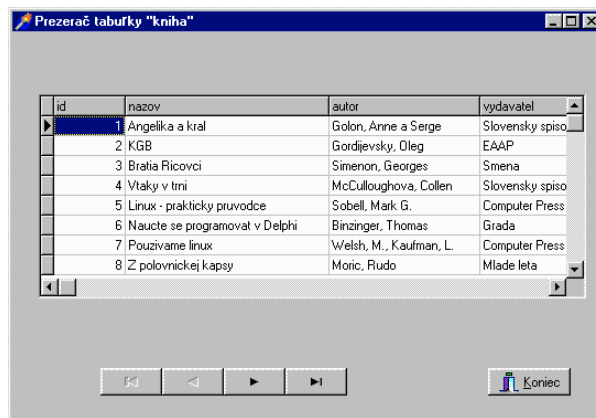 Prezerač tabuľky "kniha"
id nazov autor vydavatel
1 Angelika a kral Golon, Anne a Serge Slovensky spiso
2 KGB Gordijevsky, Oleg EAAP
3 Bratia Ricovci Simenon, Georges Smena
4 Vtaky v trni McCulloughova, Collen Slovensky spiso
5 Linux - prakticky pruvodce Sobell, Mark G. Computer Press
6 Naucte se programovat v Delphi Binzinger, Thomas Grada
7 Pouzivame linux Welsh, M., Kaufman, L. Computer Press
8 Z polovnickej kapsy Moric, Rudo Mlade leta
Koniec